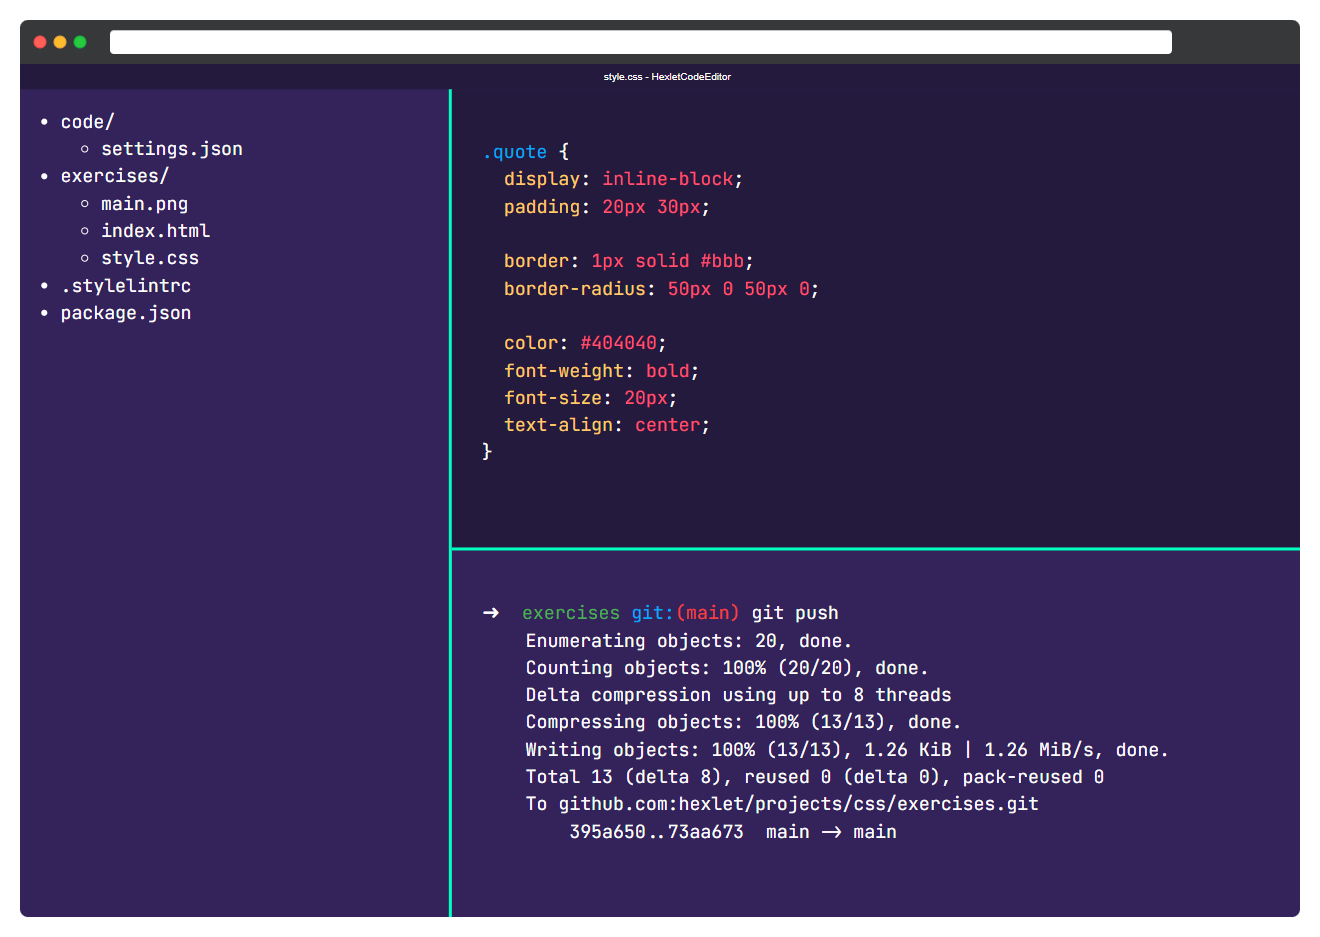 style.css - HexletCodeEditor
code/
settings.json
exercises/
main.png
index.html
style.css
.stylelintrc
package.json
.quote {
display: inline-block;
padding: 20px 30px;
border: 1px solid #bbb;
border-radius: 50px 0 50px 0;
color: #404040;
font-weight: bold;
font-size: 20px;
text-align: center;
}
➜ exercises git:(main) git push
Enumerating objects: 20, done.
Counting objects: 100% (20/20), done.
Delta compression using up to 8 threads
Compressing objects: 100% (13/13), done.
Writing objects: 100% (13/13), 1.26 KiB | 1.26 MiB/s, done.
Total 13 (delta 8), reused 0 (delta 0), pack-reused 0
To github.com:hexlet/projects/css/exercises.git
395a650..73aa673 main -> main